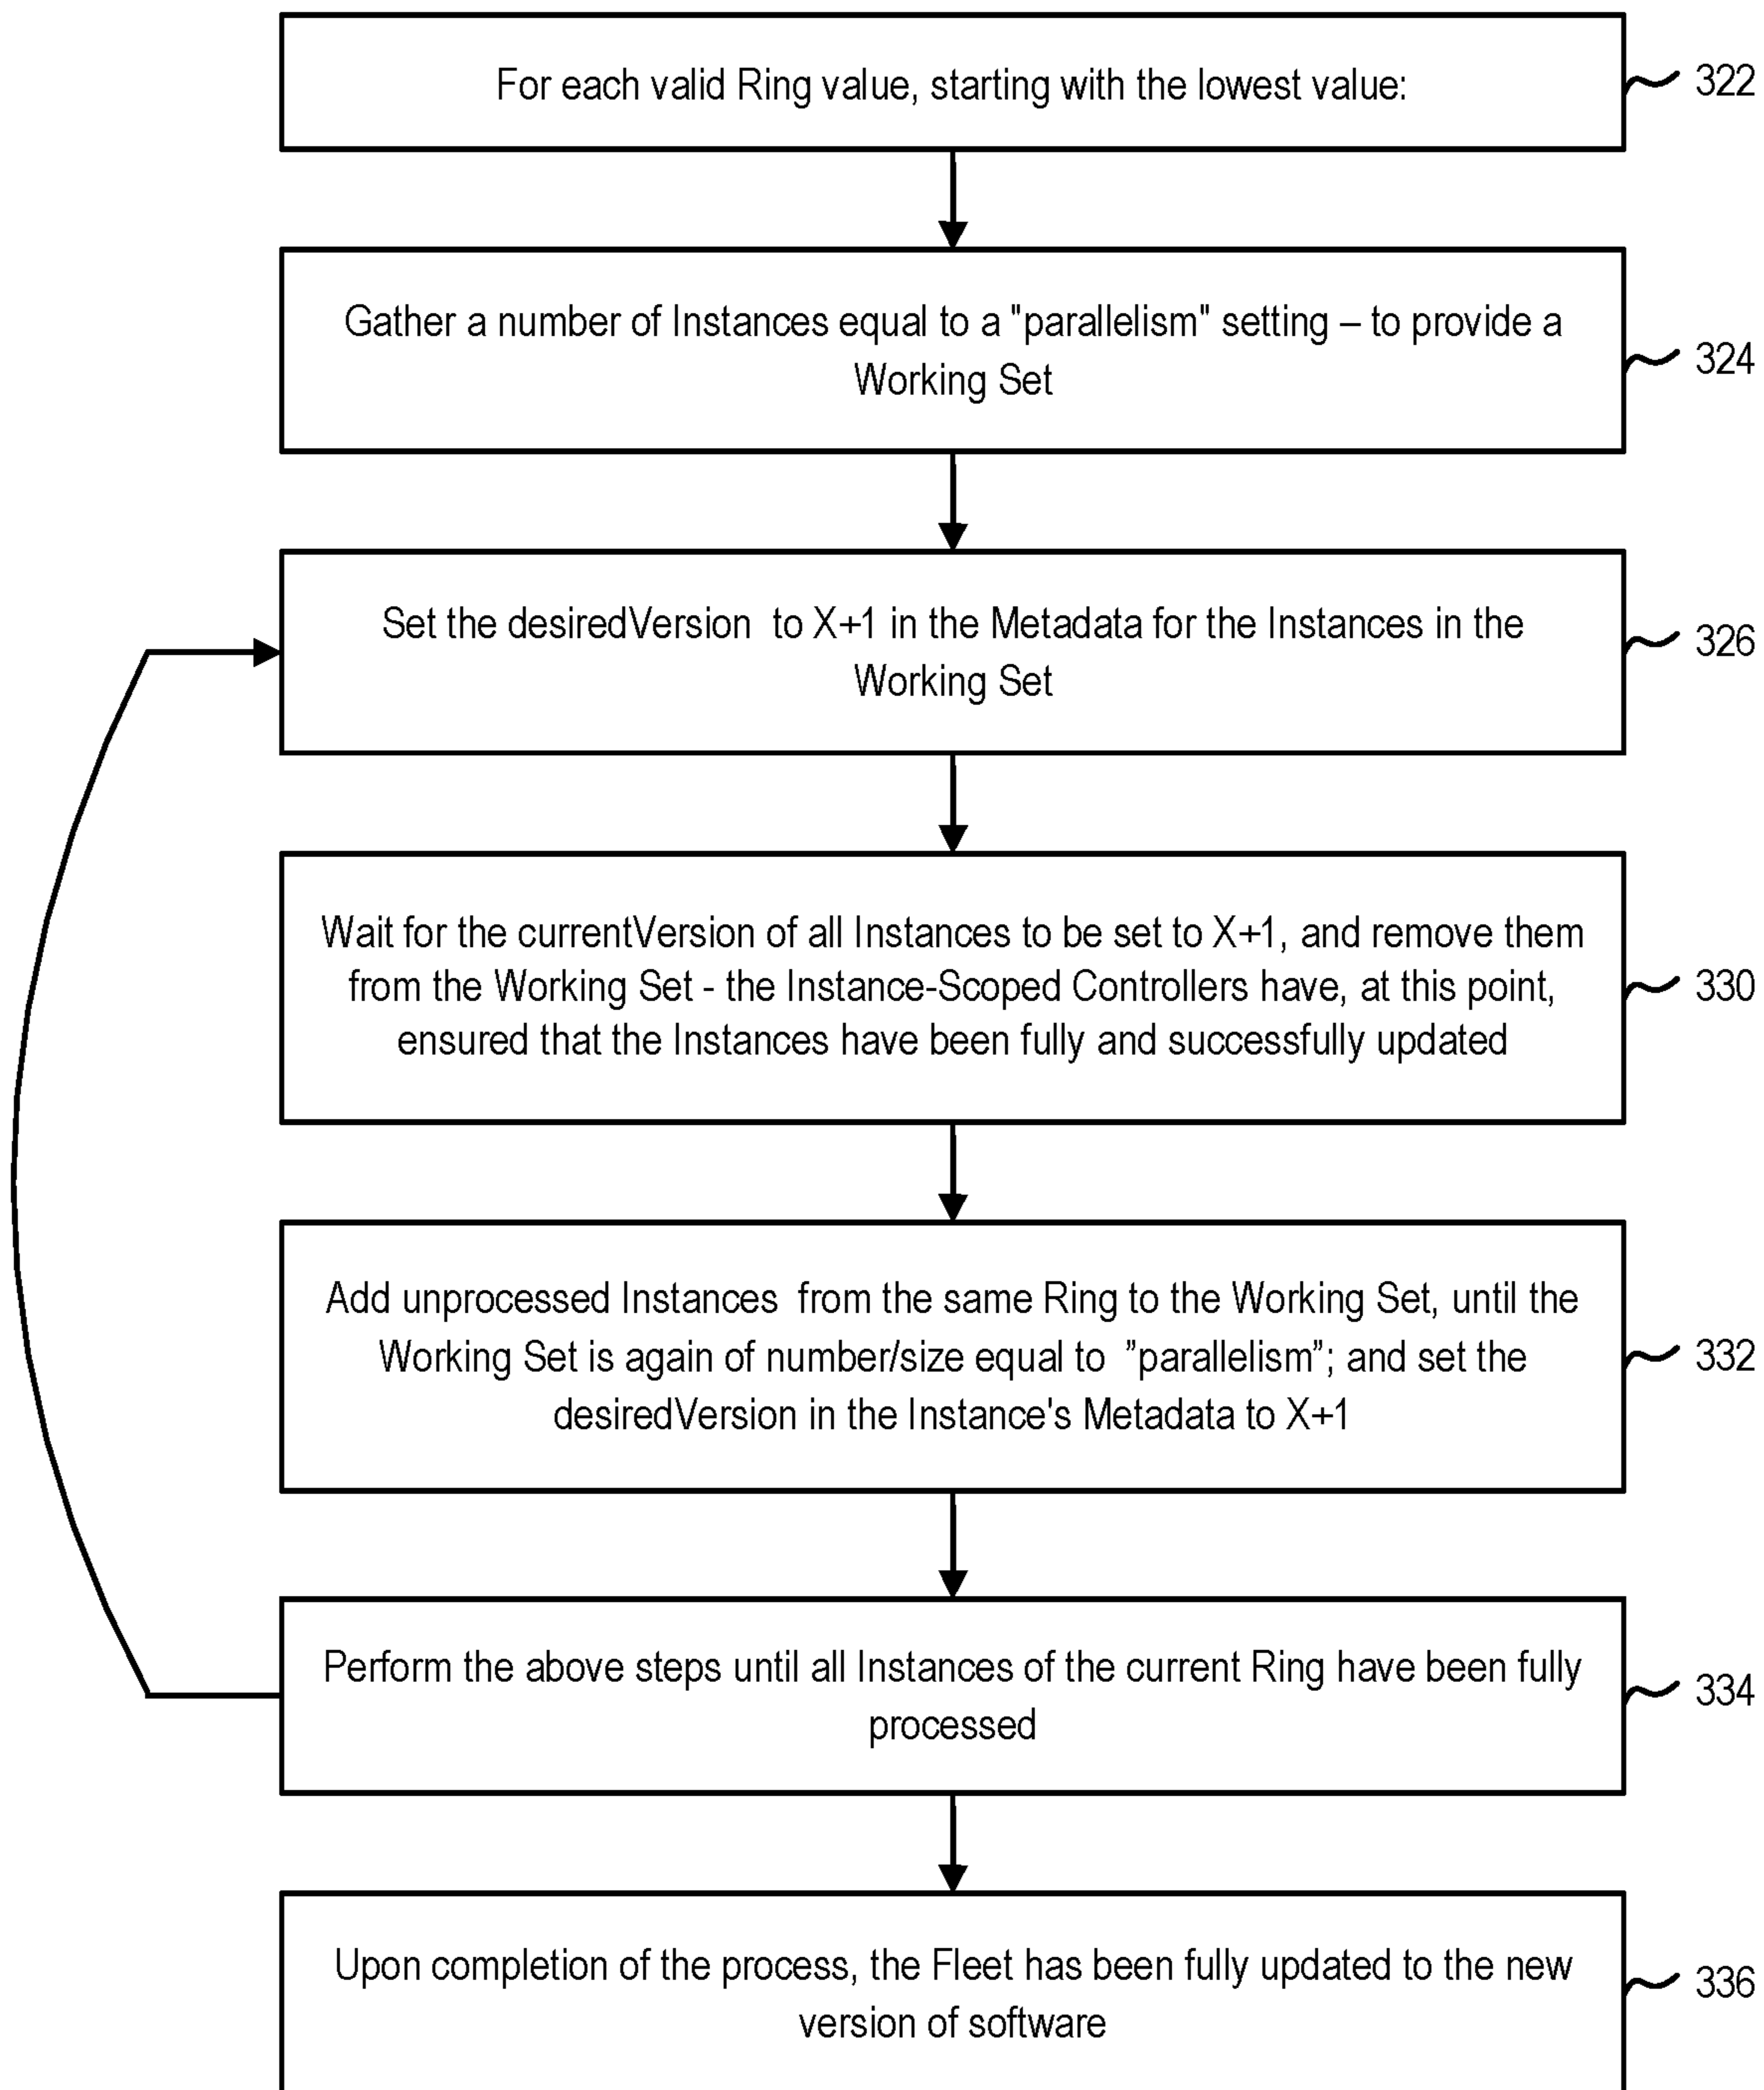 For each valid Ring value, starting with the lowest value:
322
Gather a number of Instances equal to a "parallelism" setting – to provide a
Working Set
324
Set the desiredVersion  to X+1 in the Metadata for the Instances in the
Working Set
326
Wait for the currentVersion of all Instances to be set to X+1, and remove them
from the Working Set - the Instance-Scoped Controllers have, at this point,
ensured that the Instances have been fully and successfully updated
330
Add unprocessed Instances  from the same Ring to the Working Set, until the
Working Set is again of number/size equal to  ”parallelism”; and set the
desiredVersion in the Instance's Metadata to X+1
332
Perform the above steps until all Instances of the current Ring have been fully
processed
334
Upon completion of the process, the Fleet has been fully updated to the new
version of software
336